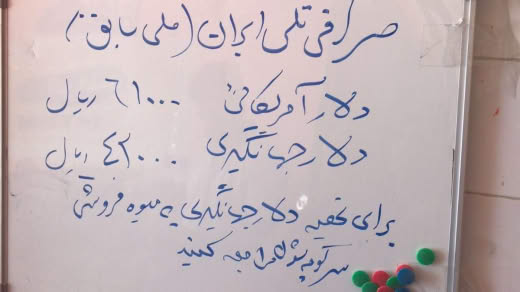 صرافی تلی ایران (ملی سابق)
دلار آمریکائی ۶۱۰۰۰ ریال
دلار جهانگیری ۴۲۰۰۰ ریال
برای تهیه دلار جهانگیری به میوه فروشی
سر کوچه مراجعه کنید